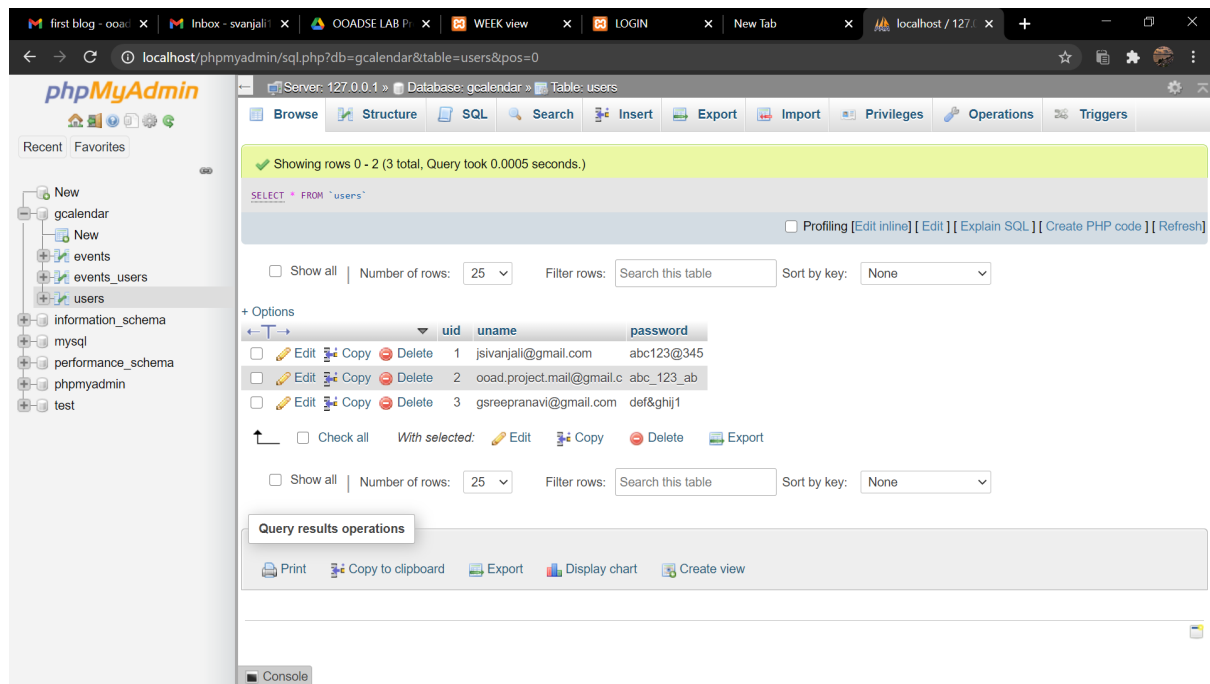 first blog - ooad
Inbox - svanjali1
OOADSE LAB Pr
WEEK view
LOGIN
New Tab
localhost / 127.0
localhost/phpmyadmin/sql.php?db=gcalendar&table=users&pos=0
phpMyAdmin
Recent Favorites
New
gcalendar
New
events
events_users
users
information_schema
mysql
performance_schema
phpmyadmin
test
Server: 127.0.0.1 » Database: gcalendar » Table: users
Browse Structure SQL Search Insert Export Import Privileges Operations Triggers
Showing rows 0 - 2 (3 total, Query took 0.0005 seconds.)
SELECT * FROM `users`
Profiling [Edit inline] [ Edit ] [ Explain SQL ] [ Create PHP code ] [ Refresh]
Show all | Number of rows: 25 Filter rows: Search this table Sort by key: None
+ Options
←T→ uid uname password
Edit Copy Delete 1 jsivanjali@gmail.com abc123@345
Edit Copy Delete 2 ooad.project.mail@gmail.c abc_123_ab
Edit Copy Delete 3 gsreepranavi@gmail.com def&ghij1
Check all With selected: Edit Copy Delete Export
Show all | Number of rows: 25 Filter rows: Search this table Sort by key: None
Query results operations
Print Copy to clipboard Export Display chart Create view
Console